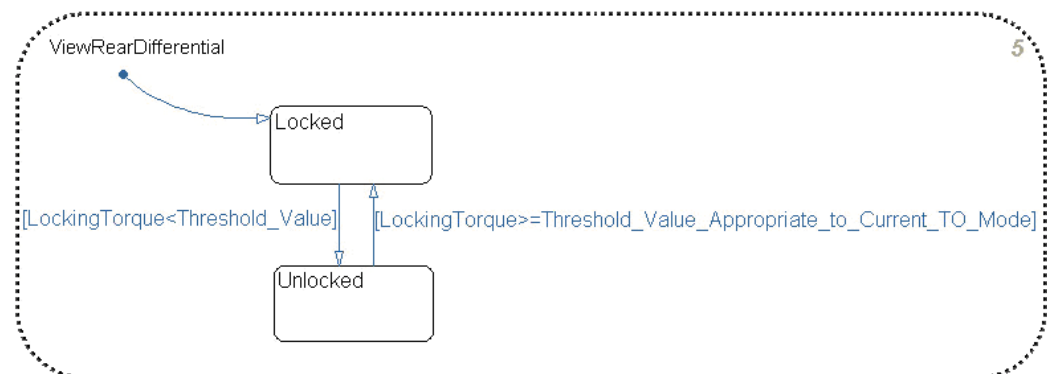 ViewRearDifferential
5
Locked
[LockingTorque<Threshold_Value]
[LockingTorque>=Threshold_Value_Appropriate_to_Current_TO_Mode]
Unlocked